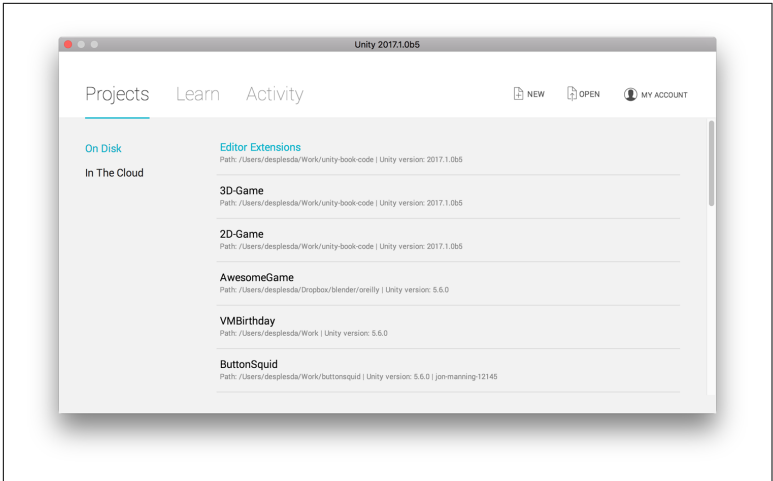 Unity 2017.1.0b5
Projects Learn Activity NEW OPEN MY ACCOUNT
On Disk
In The Cloud
Editor Extensions
Path: /Users/desplesda/Work/unity-book-code | Unity version: 2017.1.0b5
3D-Game
Path: /Users/desplesda/Work/unity-book-code | Unity version: 2017.1.0b5
2D-Game
Path: /Users/desplesda/Work/unity-book-code | Unity version: 2017.1.0b5
AwesomeGame
Path: /Users/desplesda/Dropbox/blender/oreilly | Unity version: 5.6.0
VMBirthday
Path: /Users/desplesda/Work | Unity version: 5.6.0
ButtonSquid
Path: /Users/desplesda/Work/buttonsquid | Unity version: 5.6.0 | jon-manning-12145